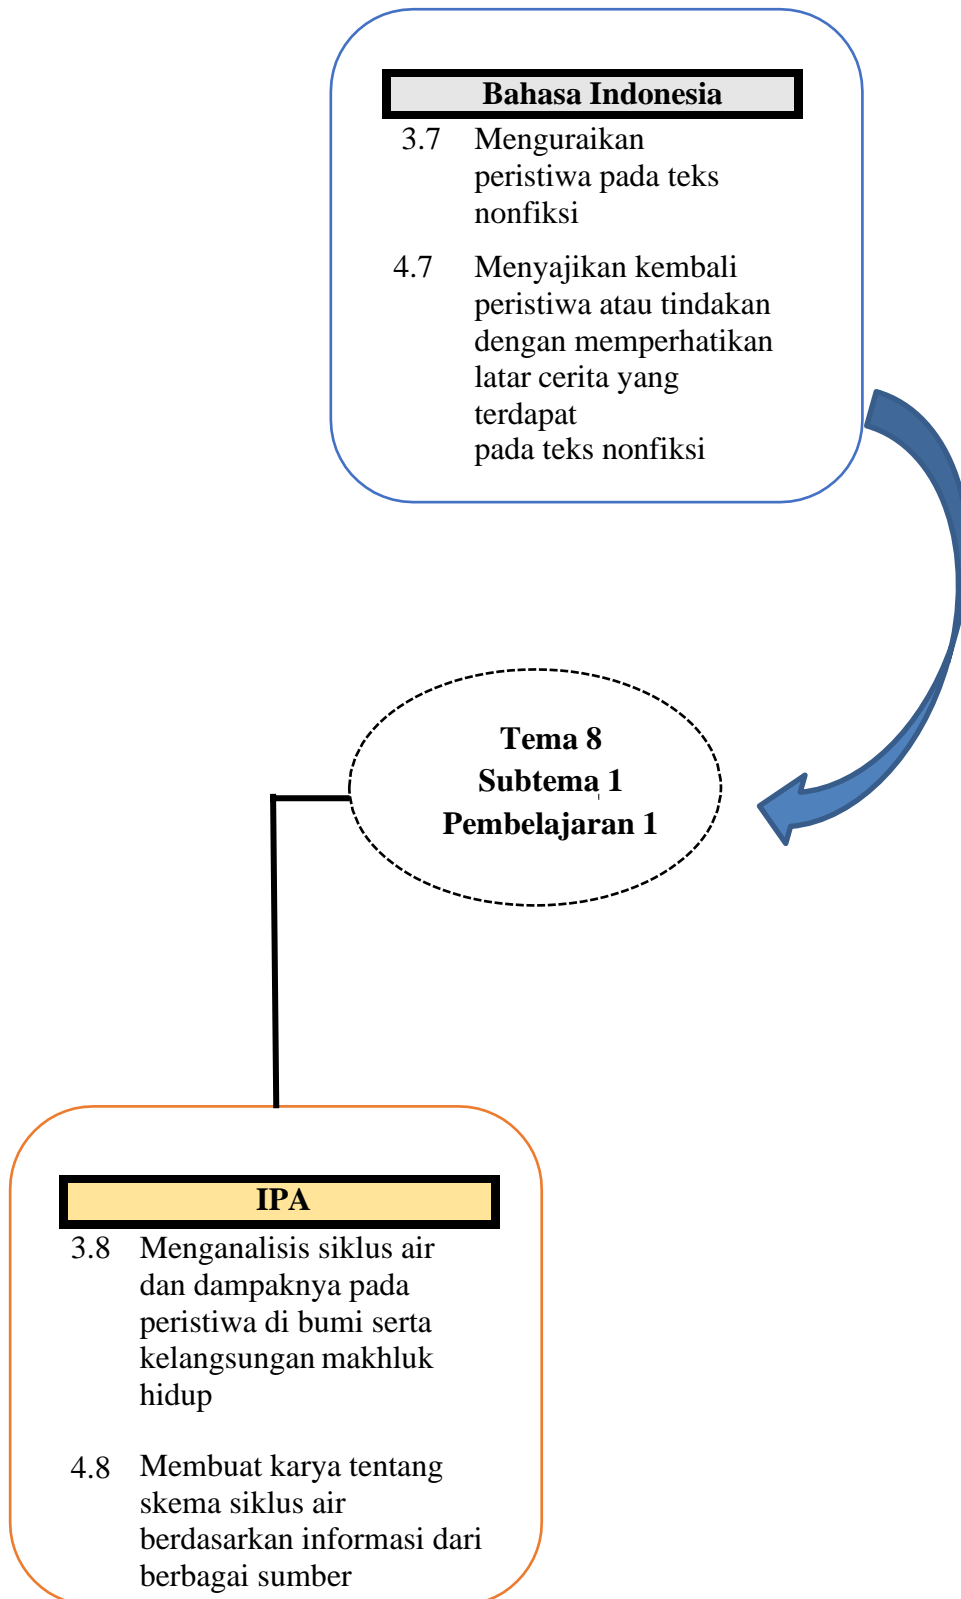 Bahasa Indonesia
3.7 Menguraikan
peristiwa pada teks
nonfiksi
4.7 Menyajikan kembali
peristiwa atau tindakan
dengan memperhatikan
latar cerita yang
terdapat
pada teks nonfiksi
Tema 8
Subtema 1
Pembelajaran 1
IPA
3.8 Menganalisis siklus air
dan dampaknya pada
peristiwa di bumi serta
kelangsungan makhluk
hidup
4.8 Membuat karya tentang
skema siklus air
berdasarkan informasi dari
berbagai sumber